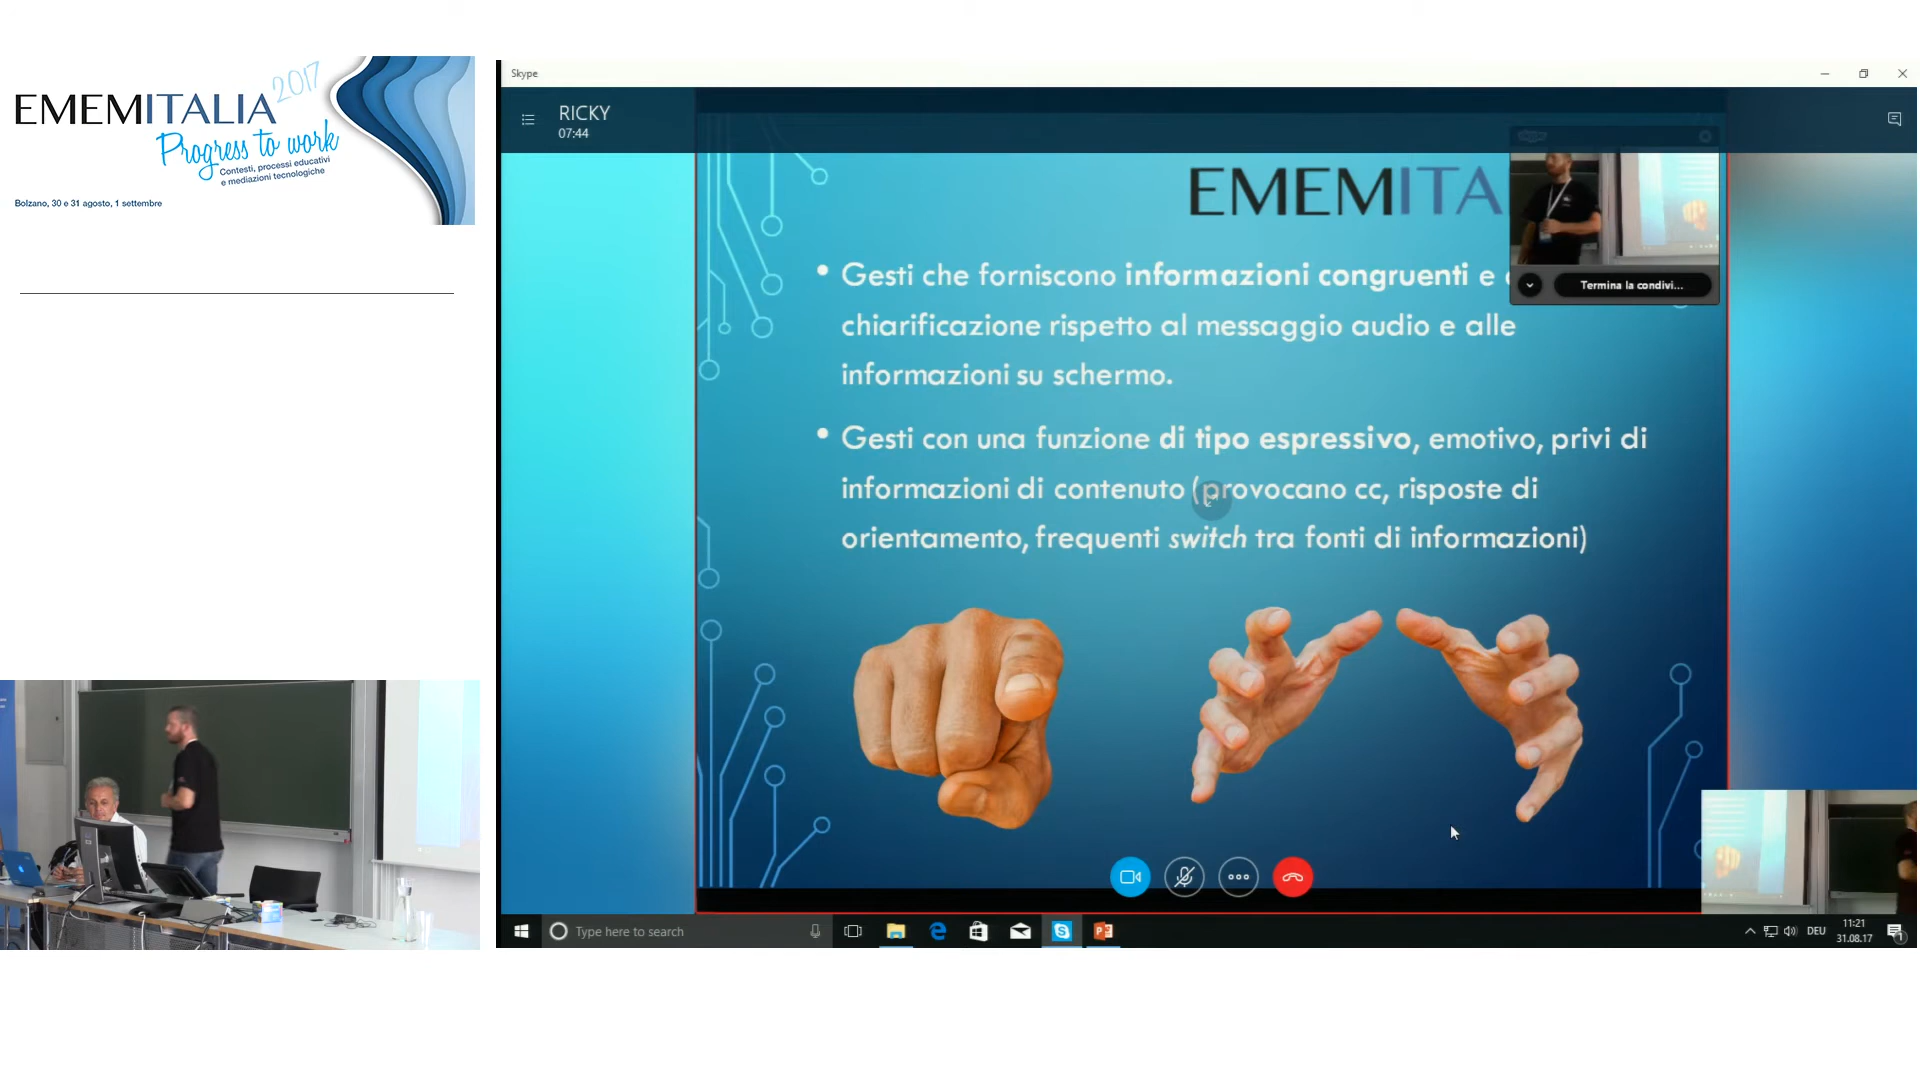 2017
EMEMITALIA
Progress to work
Contesti, processi educativi
e mediazioni tecnologiche
Bolzano, 30 e 31 agosto, 1 settembre
Skype
RICKY
07:44
skype
EMEMITA
Termina la condivi...
• Gesti che forniscono informazioni congruenti e
chiarificazione rispetto al messaggio audio e alle
informazioni su schermo.
• Gesti con una funzione di tipo espressivo, emotivo, privi di
informazioni di contenuto (provocano cc, risposte di
orientamento, frequenti switch tra fonti di informazioni)
Type here to search
DEU
11:21
31.08.17
1